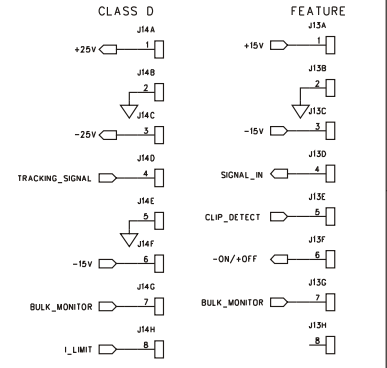 CLASS D
J14A
+25V 1
J14B
2
J14C
-25V 3
J14D
TRACKING_SIGNAL 4
J14E
5
J14F
-15V 6
J14G
BULK_MONITOR 7
J14H
I_LIMIT 8
FEATURE
J13A
+15V 1
J13B
2
J13C
-15V 3
J13D
SIGNAL_IN 4
J13E
CLIP_DETECT 5
J13F
-ON/+OFF 6
J13G
BULK_MONITOR 7
J13H
8